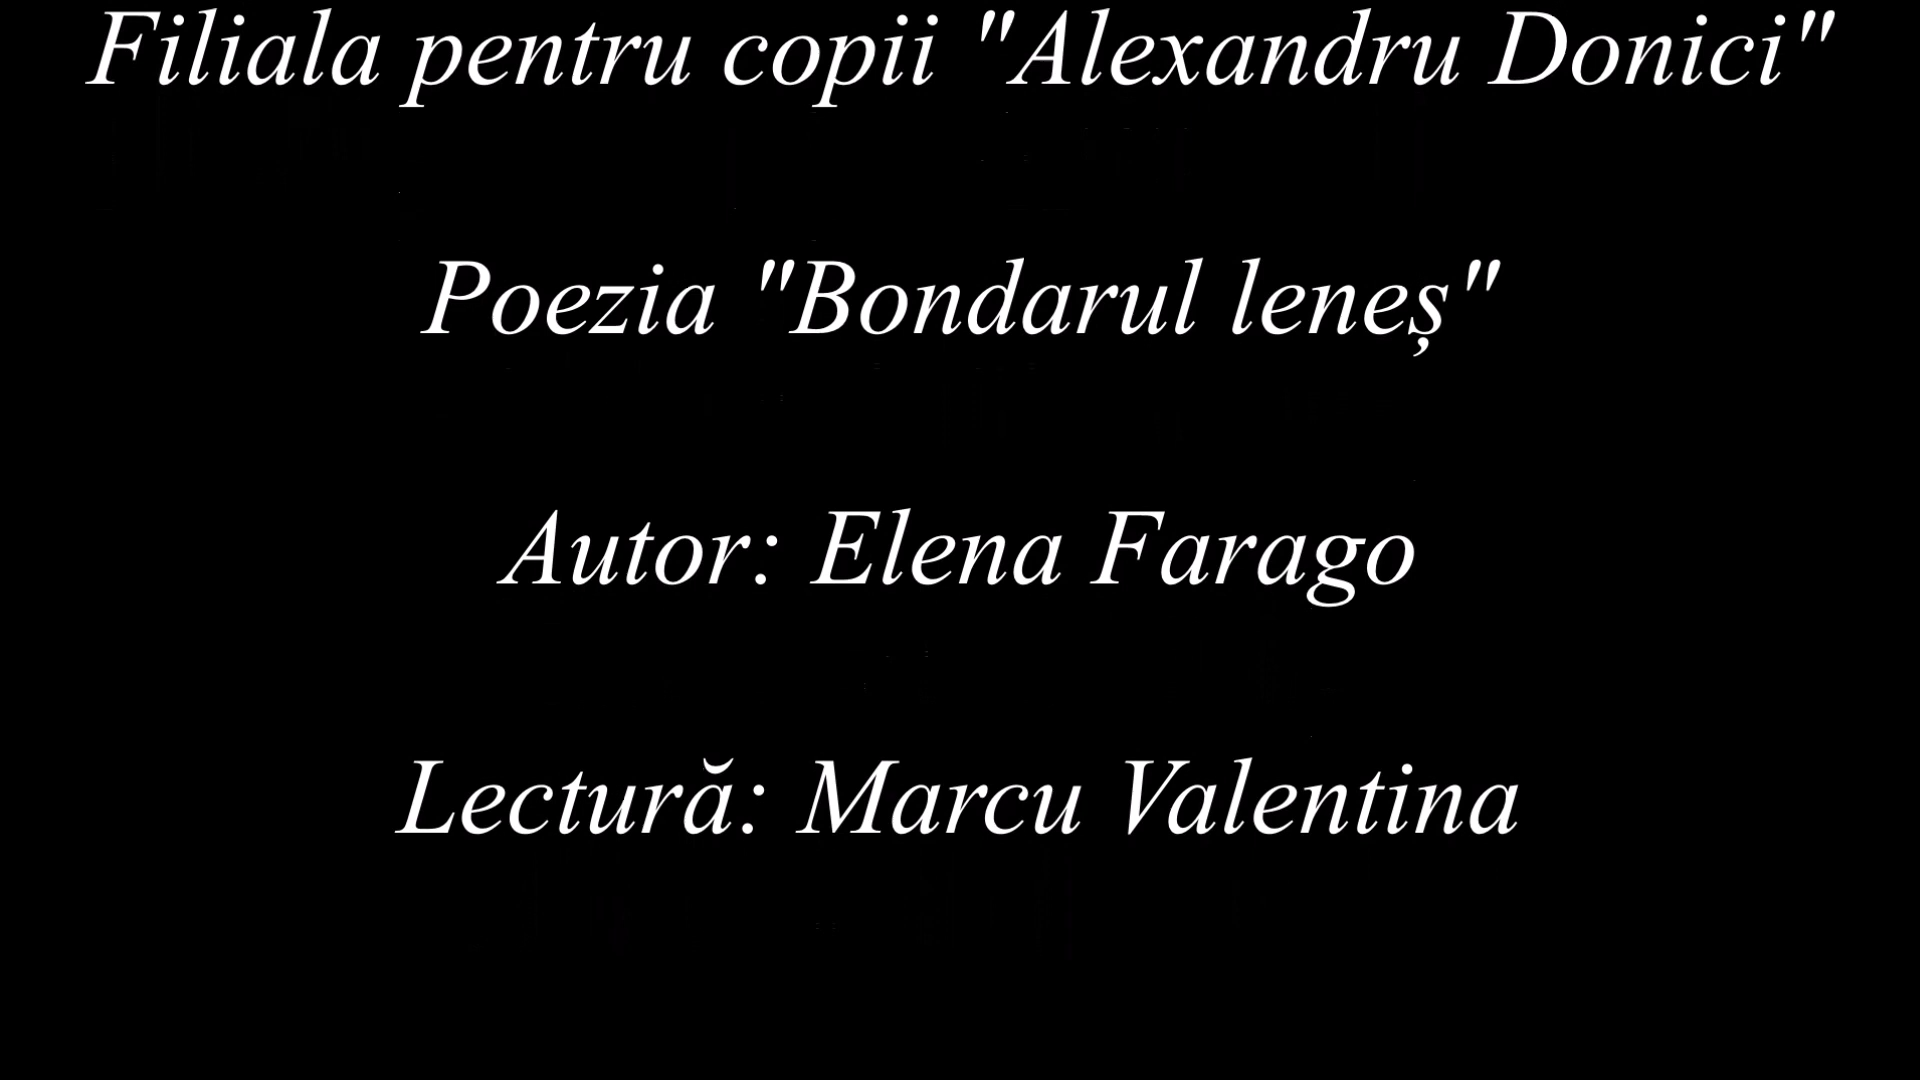 Filiala pentru copii "Alexandru Donici"
Poezia "Bondarul leneș"
Autor: Elena Farago
Lectură: Marcu Valentina